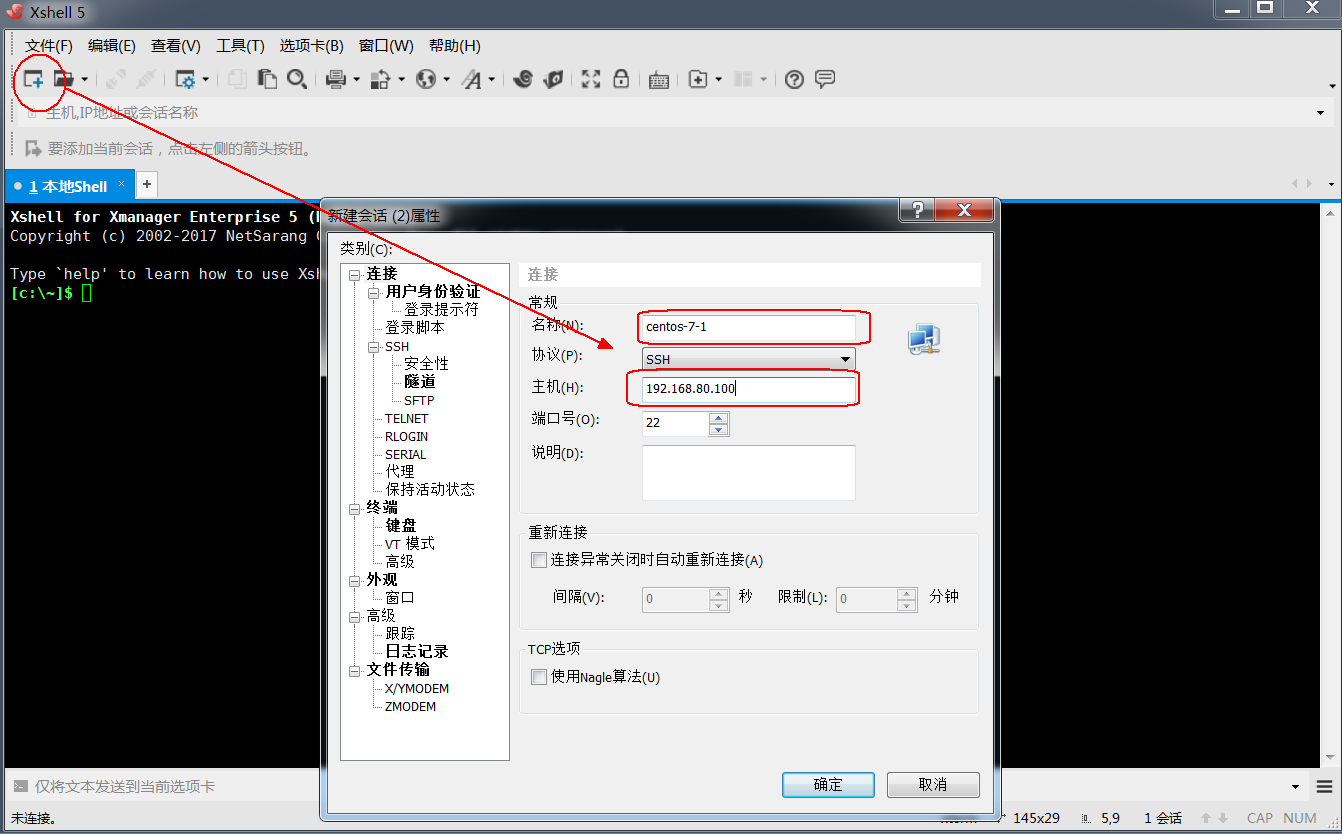 Xshell 5
文件(F) 编辑(E) 查看(V) 工具(T) 选项卡(B) 窗口(W) 帮助(H)
主机,IP地址或会话名称
要添加当前会话，点击左侧的箭头按钮。
1 本地Shell × +
Xshell for Xmanager Enterprise 5 (
Copyright (c) 2002-2017 NetSarang
Type `help' to learn how to use Xsh
[c:\~]$
新建会话 (2)属性
类别(C):
连接
用户身份验证
登录提示符
登录脚本
SSH
安全性
隧道
SFTP
TELNET
RLOGIN
SERIAL
代理
保持活动状态
终端
键盘
VT 模式
高级
外观
窗口
高级
跟踪
日志记录
文件传输
X/YMODEM
ZMODEM
连接
常规
名称(N): centos-7-1
协议(P): SSH
主机(H): 192.168.80.100
端口号(O): 22
说明(D):
重新连接
连接异常关闭时自动重新连接(A)
间隔(V): 0 秒 限制(L): 0 分钟
TCP选项
使用Nagle算法(U)
确定 取消
仅将文本发送到当前选项卡
未连接。 145x29 5,9 1 会话 CAP NUM